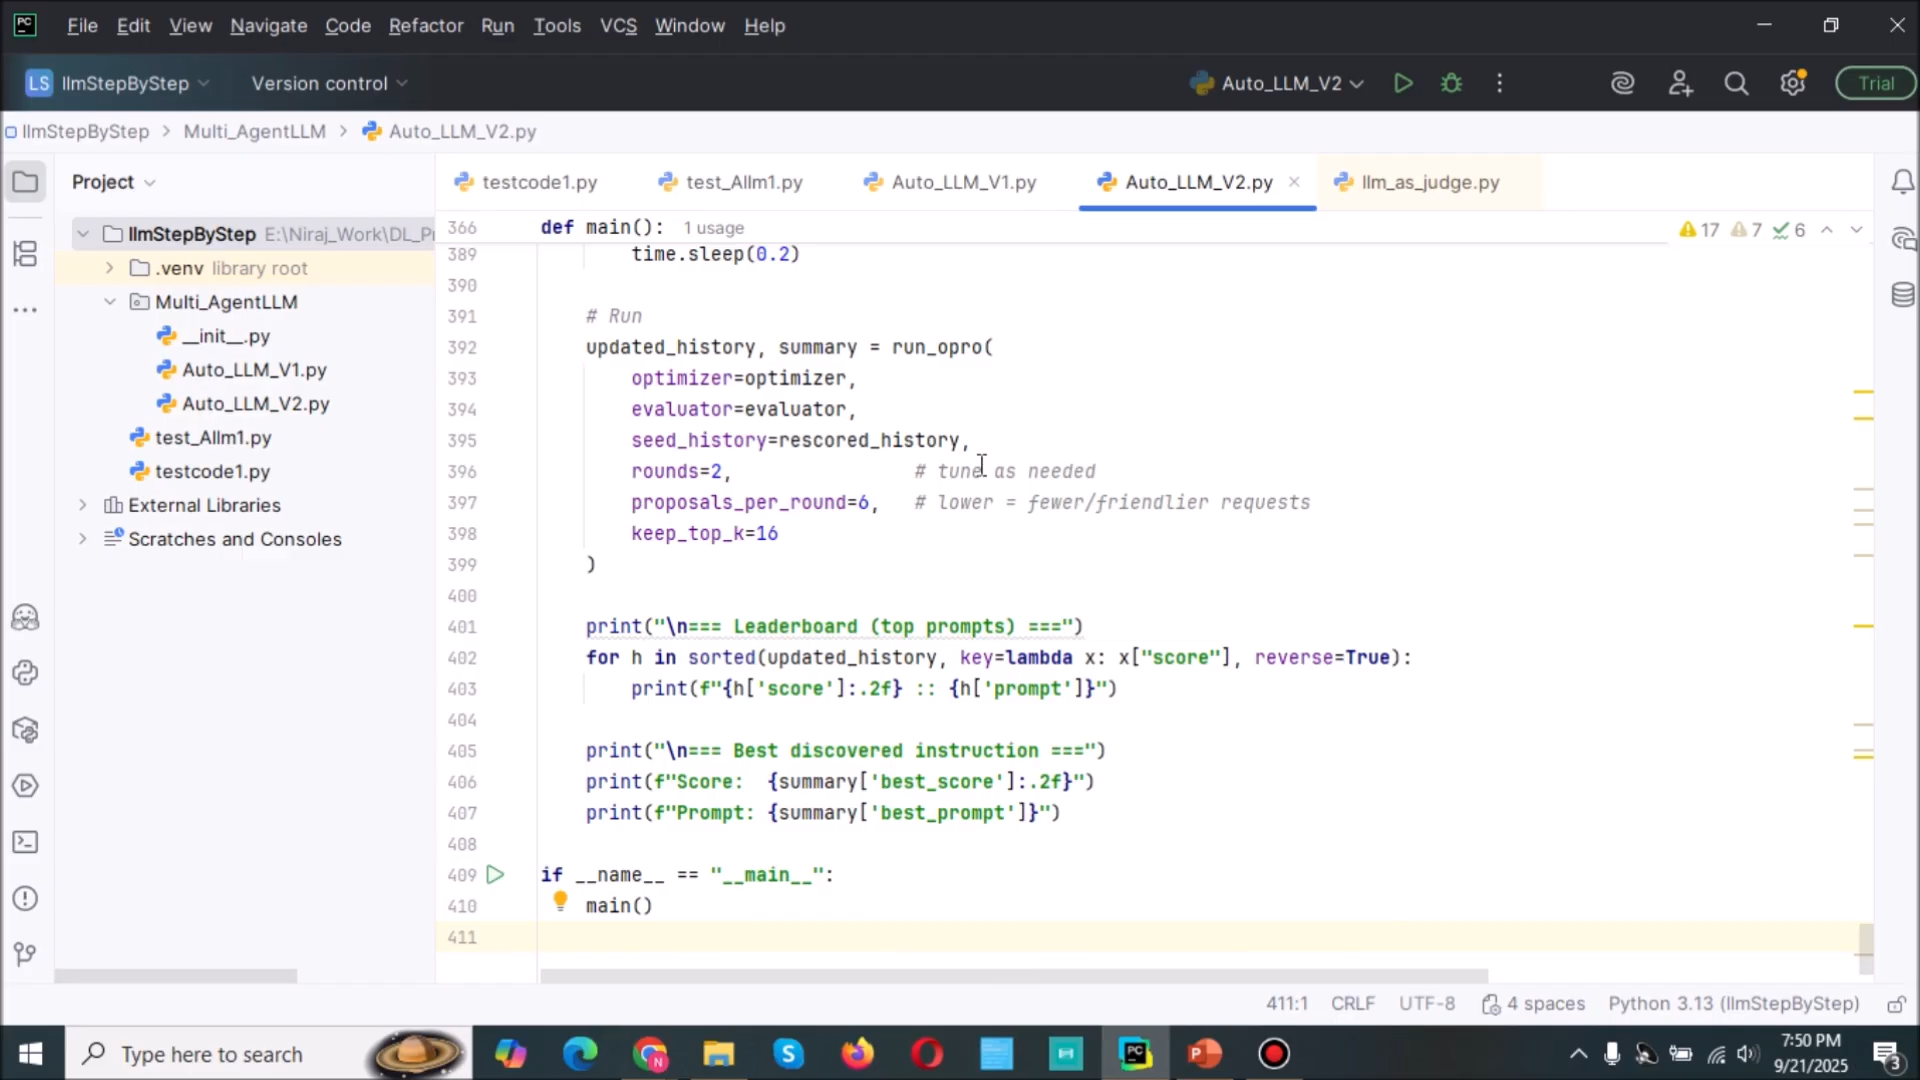 File Edit View Navigate Code Refactor Run Tools VCS Window Help
LS llmStepByStep Version control Auto_LLM_V2 Trial
llmStepByStep > Multi_AgentLLM > Auto_LLM_V2.py
Project
testcode1.py test_Allm1.py Auto_LLM_V1.py Auto_LLM_V2.py llm_as_judge.py
llmStepByStep E:\Niraj_Work\DL_Pr
.venv library root
Multi_AgentLLM
__init__.py
Auto_LLM_V1.py
Auto_LLM_V2.py
test_Allm1.py
testcode1.py
External Libraries
Scratches and Consoles
366 def main(): 1 usage 17 7 6
389 time.sleep(0.2)
390
391 # Run
392 updated_history, summary = run_opro(
393 optimizer=optimizer,
394 evaluator=evaluator,
395 seed_history=rescored_history,
396 rounds=2, # tune as needed
397 proposals_per_round=6, # lower = fewer/friendlier requests
398 keep_top_k=16
399 )
400
401 print("\n=== Leaderboard (top prompts) ===")
402 for h in sorted(updated_history, key=lambda x: x["score"], reverse=True):
403 print(f"{h['score']:.2f} :: {h['prompt']}")
404
405 print("\n=== Best discovered instruction ===")
406 print(f"Score:  {summary['best_score']:.2f}")
407 print(f"Prompt: {summary['best_prompt']}")
408
409 if __name__ == "__main__":
410 main()
411
411:1 CRLF UTF-8 4 spaces Python 3.13 (llmStepByStep)
Type here to search
7:50 PM
9/21/2025
3